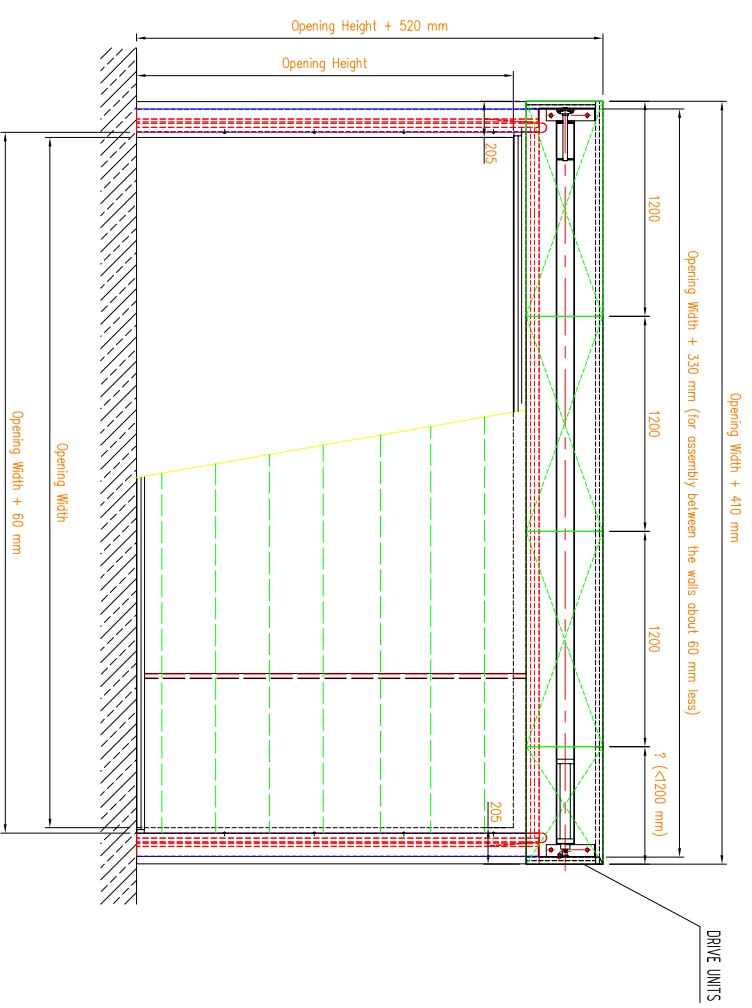 Opening Height + 520 mm
Opening Height
205
1200
Opening Width + 330 mm (for assembly between the walls about 60 mm less)
Opening Width + 410 mm
1200
Opening Width + 60 mm
Opening Width
1200
? (<1200 mm)
205
DRIVE UNITS